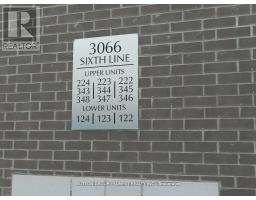 3066
SIXTH LINE
UPPER UNITS
224 | 223 | 222
343 | 344 | 345
348 | 347 | 346
LOWER UNITS
124 | 123 | 122
REALTOR